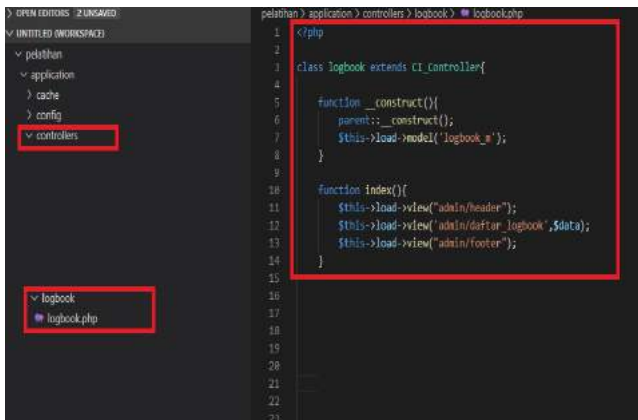 OPEN EDITORS 2 UNSAVED
UNTITLED (WORKSPACE)
pelatihan
application
cache
config
controllers
logbook
logbook.php
pelatihan > application > controllers > logbook > logbook.php
1 <?php
2
3 class logbook extends CI_Controller{
4
5 function __construct(){
6 parent::__construct();
7 $this->load->model('logbook_m');
8 }
9
10 function index(){
11 $this->load->view("admin/header");
12 $this->load->view('admin/daftar_logbook',$data);
13 $this->load->view("admin/footer");
14 }
15
16
17
18
19
20
21
22
23